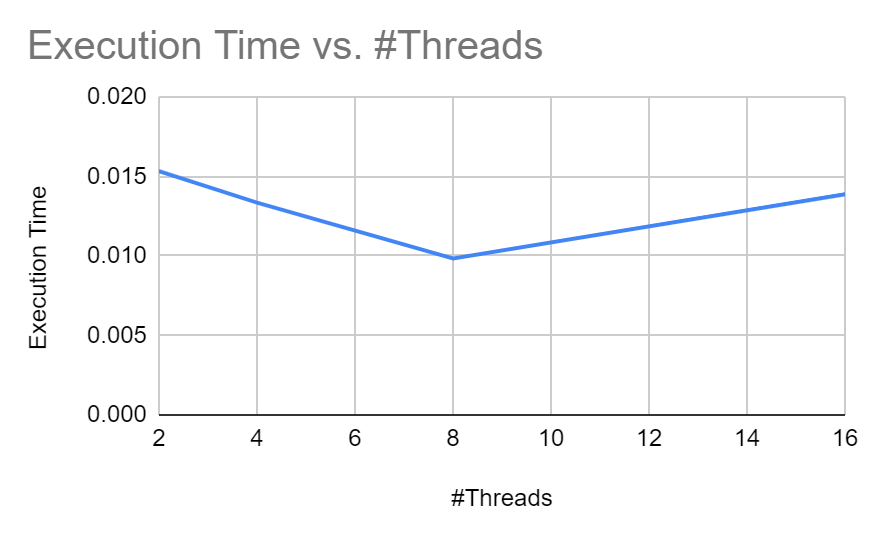 Execution Time vs. #Threads
0.020
0.015
0.010
0.005
0.000
Execution Time
2 4 6 8 10 12 14 16
#Threads